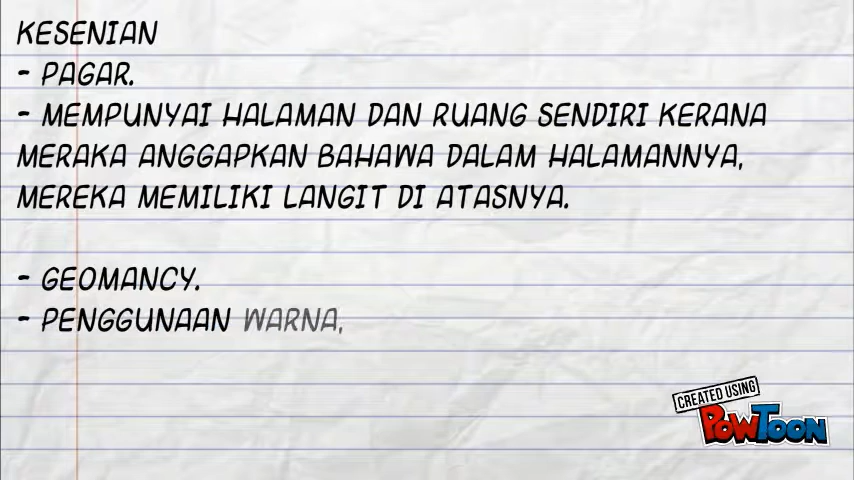 KESENIAN
- PAGAR.
- MEMPUNYAI HALAMAN DAN RUANG SENDIRI KERANA
MERAKA ANGGAPKAN BAHAWA DALAM HALAMANNYA,
MEREKA MEMILIKI LANGIT DI ATASNYA.
- GEOMANCY.
- PENGGUNAAN WARNA,
CREATED USING
POWTOON